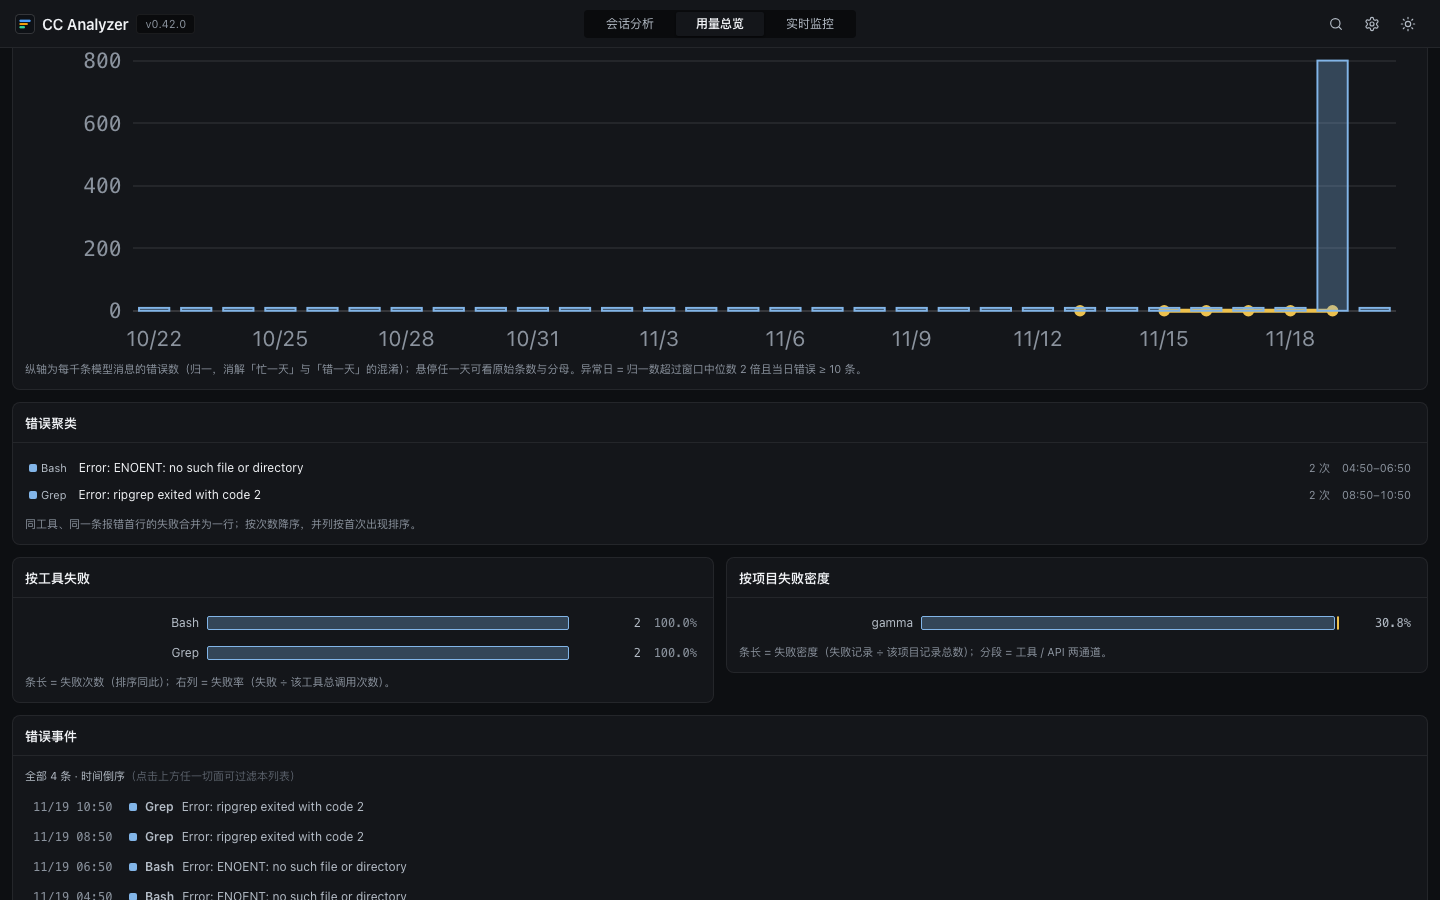 CC Analyzer v0.42.0 会话分析 用量总览 实时监控
800
600
400
200
0
10/22 10/25 10/28 10/31 11/3 11/6 11/9 11/12 11/15 11/18
纵轴为每千条模型消息的错误数（归一，消解「忙一天」与「错一天」的混淆）；悬停任一天可看原始条数与分母。异常日 = 归一数超过窗口中位数 2 倍且当日错误 ≥ 10 条。
错误聚类
Bash Error: ENOENT: no such file or directory 2 次 04:50–06:50
Grep Error: ripgrep exited with code 2 2 次 08:50–10:50
同工具、同一条报错首行的失败合并为一行；按次数降序，并列按首次出现排序。
按工具失败
Bash 2 100.0%
Grep 2 100.0%
条长 = 失败次数（排序同此）；右列 = 失败率（失败 ÷ 该工具总调用次数）。
按项目失败密度
gamma 30.8%
条长 = 失败密度（失败记录 ÷ 该项目记录总数）；分段 = 工具 / API 两通道。
错误事件
全部 4 条 · 时间倒序（点击上方任一切面可过滤本列表）
11/19 10:50 Grep Error: ripgrep exited with code 2
11/19 08:50 Grep Error: ripgrep exited with code 2
11/19 06:50 Bash Error: ENOENT: no such file or directory
11/19 04:50 Bash Error: ENOENT: no such file or directory